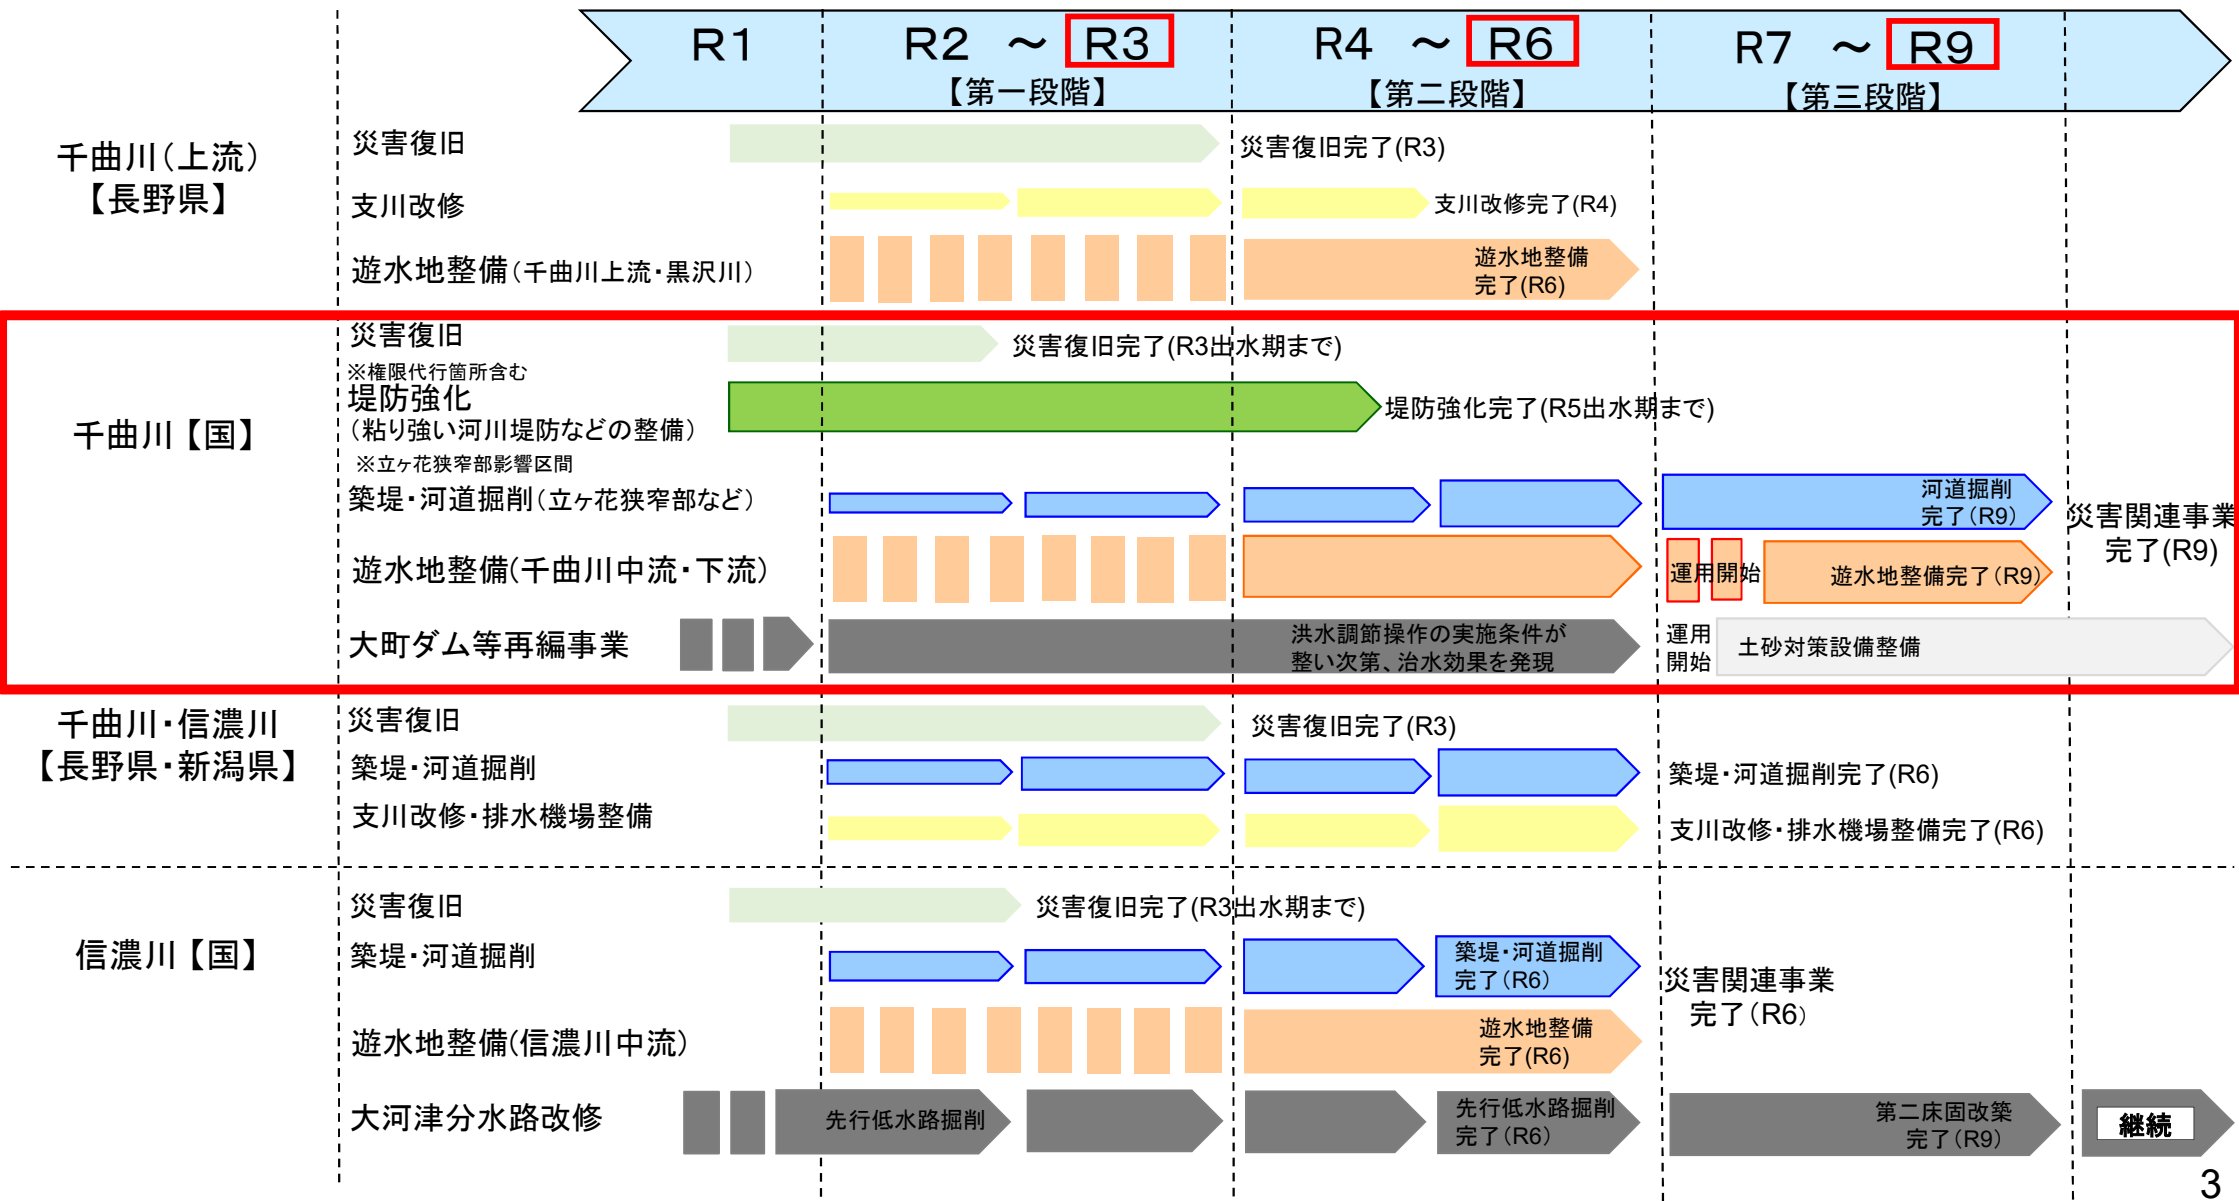 R1
R2 ～ R3
【第一段階】
R4 ～ R6
【第二段階】
R7 ～ R9
【第三段階】
千曲川（上流）
【長野県】
災害復旧
災害復旧完了(R3)
支川改修
支川改修完了(R4)
遊水地整備（千曲川上流・黒沢川）
遊水地整備
完了(R6)
千曲川【国】
災害復旧
災害復旧完了(R3出水期まで)
※権限代行箇所含む
堤防強化
（粘り強い河川堤防などの整備）
堤防強化完了(R5出水期まで)
※立ヶ花狭窄部影響区間
築堤・河道掘削（立ヶ花狭窄部など）
河道掘削
完了（R9）
遊水地整備(千曲川中流・下流)
運用開始
遊水地整備完了（R9）
災害関連事業
完了(R9)
大町ダム等再編事業
洪水調節操作の実施条件が
整い次第、治水効果を発現
運用
開始
土砂対策設備整備
千曲川・信濃川
【長野県・新潟県】
災害復旧
災害復旧完了(R3)
築堤・河道掘削
築堤・河道掘削完了(R6)
支川改修・排水機場整備
支川改修・排水機場整備完了(R6)
信濃川【国】
災害復旧
災害復旧完了(R3出水期まで)
築堤・河道掘削
築堤・河道掘削
完了（R6）
災害関連事業
完了（R6）
遊水地整備(信濃川中流)
遊水地整備
完了(R6)
大河津分水路改修
先行低水路掘削
先行低水路掘削
完了（R6）
第二床固改築
完了（R9）
継続
3